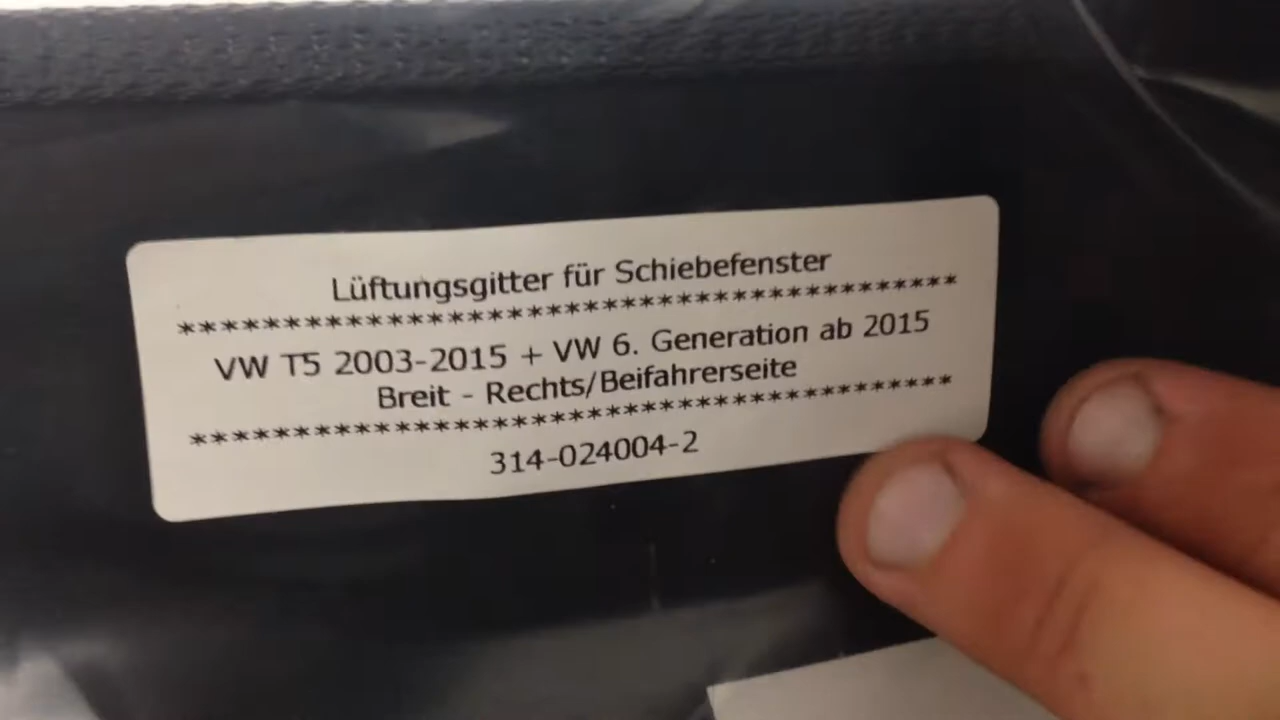 Lüftungsgitter für Schiebefenster
*****************************************
VW T5 2003-2015 + VW 6. Generation ab 2015
Breit - Rechts/Beifahrerseite
*****************************************
314-024004-2